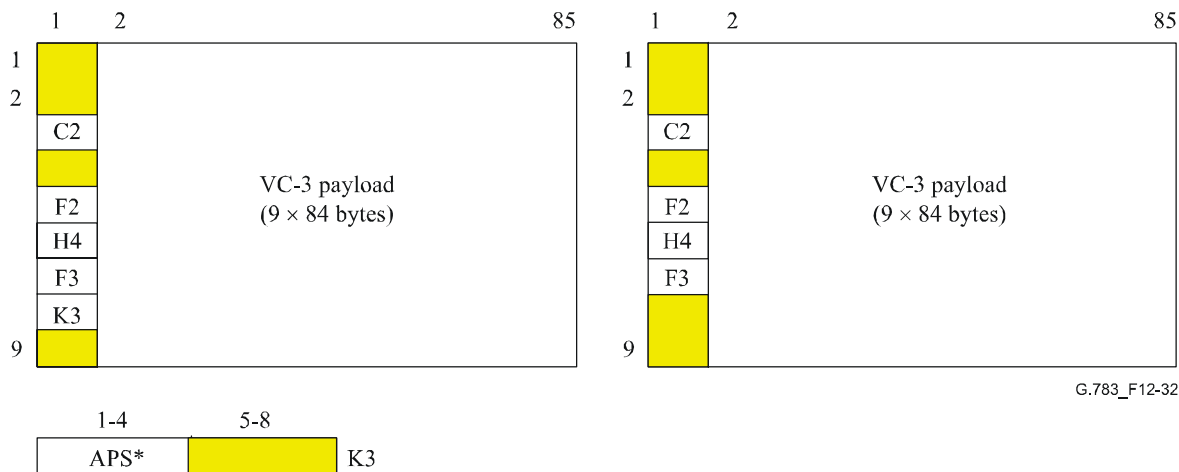 1 2 85
1
2
C2
F2
H4
F3
K3
9
VC-3 payload
(9 × 84 bytes)
1 2 85
1
2
C2
F2
H4
F3
9
VC-3 payload
(9 × 84 bytes)
G.783_F12-32
1-4 5-8
APS* K3